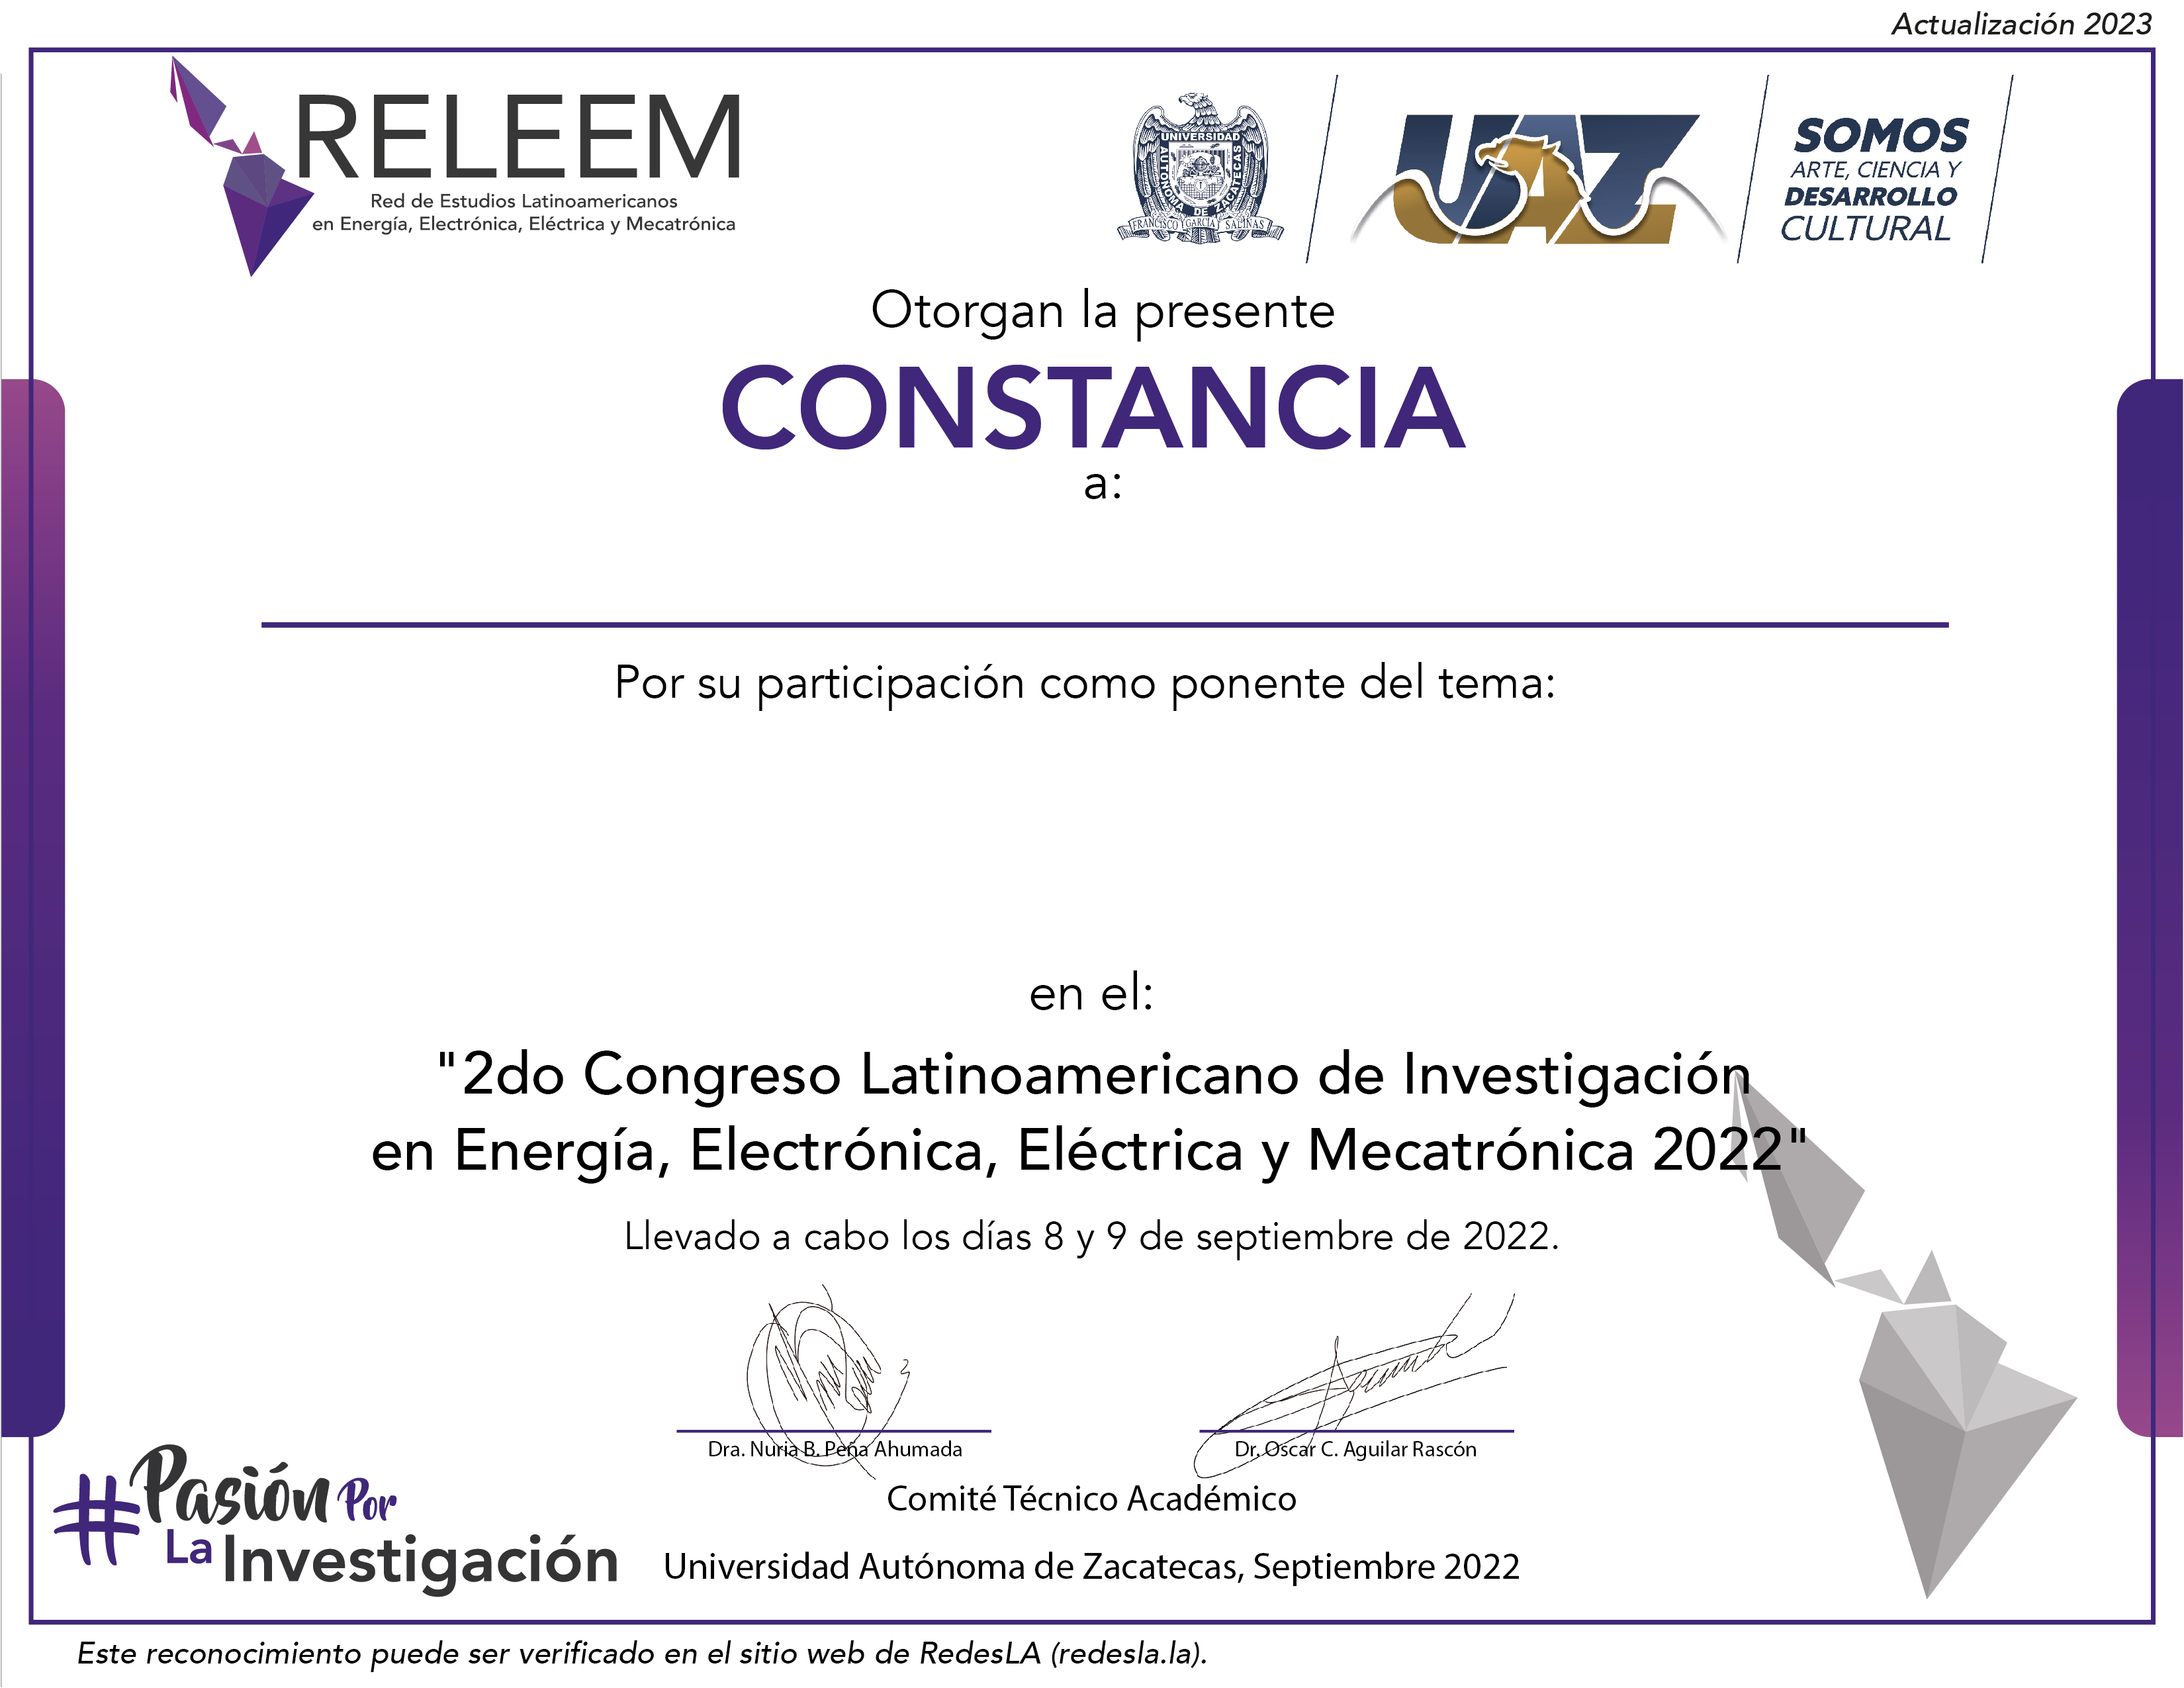 Actualización 2023
RELEEM
Red de Estudios Latinoamericanos
en Energía, Electrónica, Eléctrica y Mecatrónica
UNIVERSIDAD AUTÓNOMA DE ZACATECAS
FRANCISCO GARCÍA SALINAS
UAZ
SOMOS
ARTE, CIENCIA Y
DESARROLLO
CULTURAL
Otorgan la presente
CONSTANCIA
a:
Por su participación como ponente del tema:
en el:
"2do Congreso Latinoamericano de Investigación
en Energía, Electrónica, Eléctrica y Mecatrónica 2022"
Llevado a cabo los días 8 y 9 de septiembre de 2022.
Dra. Nuria B. Peña Ahumada
Dr. Oscar C. Aguilar Rascón
Comité Técnico Académico
Universidad Autónoma de Zacatecas, Septiembre 2022
#Pasión Por
La Investigación
Este reconocimiento puede ser verificado en el sitio web de RedesLA (redesla.la).